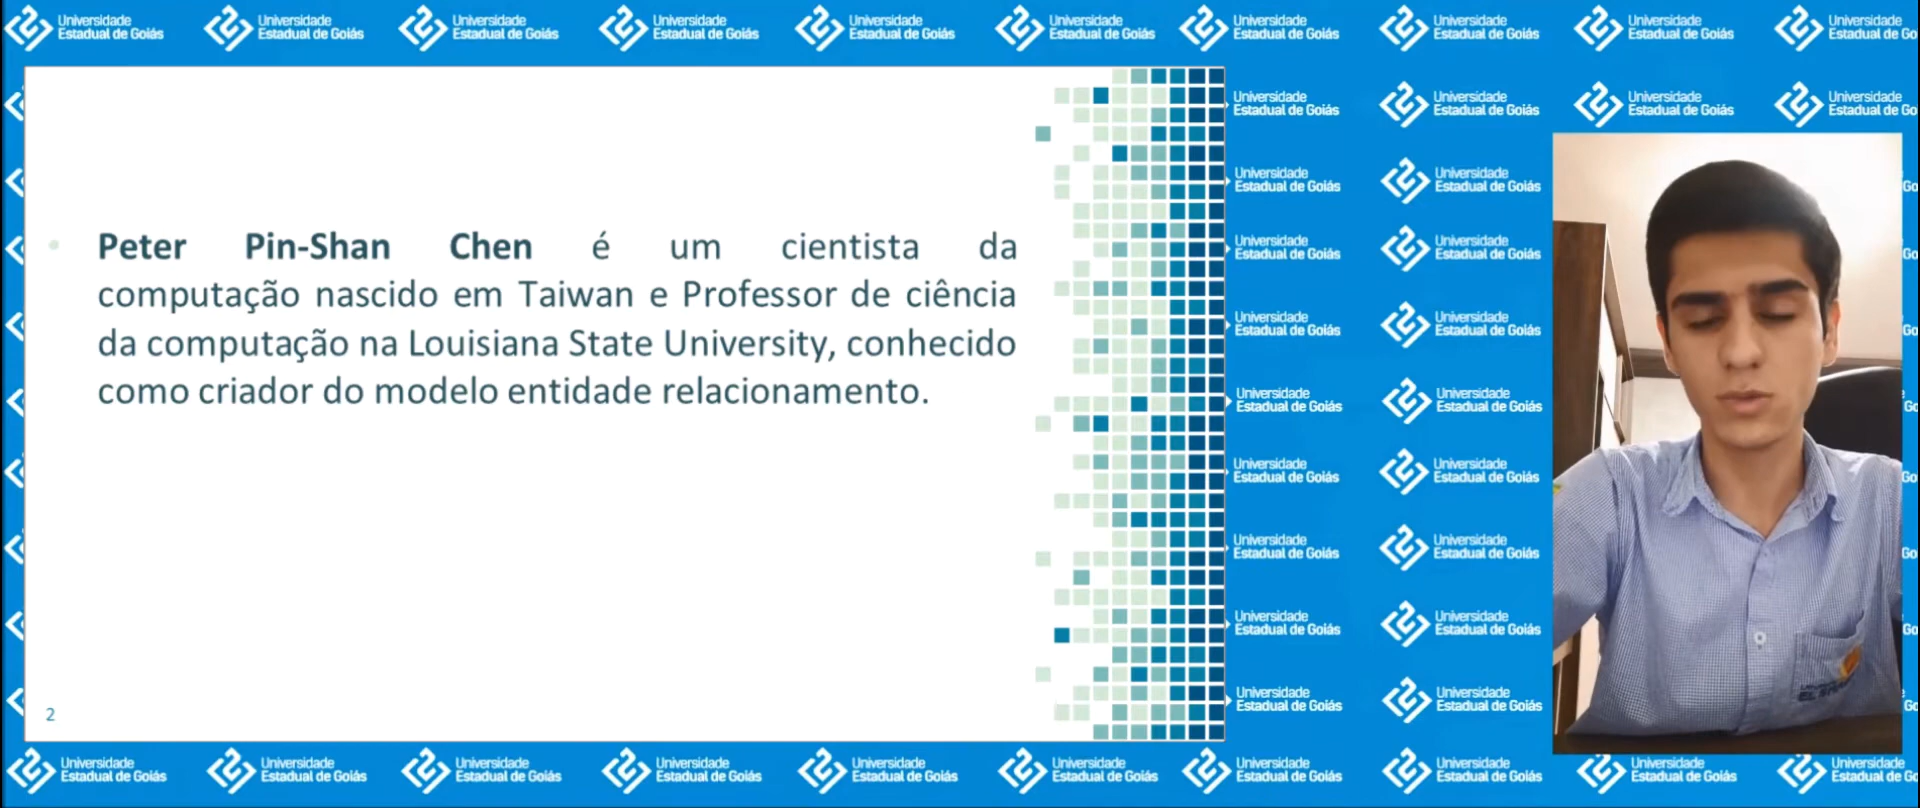 Universidade
Estadual de Goiás
Peter Pin-Shan Chen é um cientista da
computação nascido em Taiwan e Professor de ciência
da computação na Louisiana State University, conhecido
como criador do modelo entidade relacionamento.
2